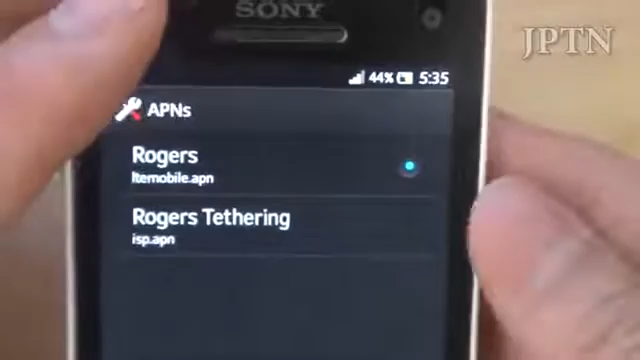 SONY
JPTN
44% 5:35
APNs
Rogers
ltemobile.apn
Rogers Tethering
isp.apn